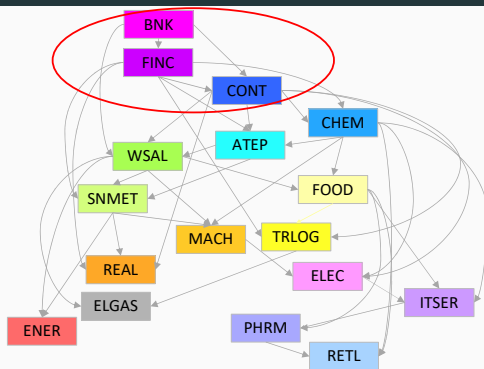 BNK
FINC
CONT
CHEM
ATEP
WSAL
FOOD
SNMET
MACH
TRLOG
REAL
ELEC
ELGAS
ITSER
ENER
PHRM
RETL